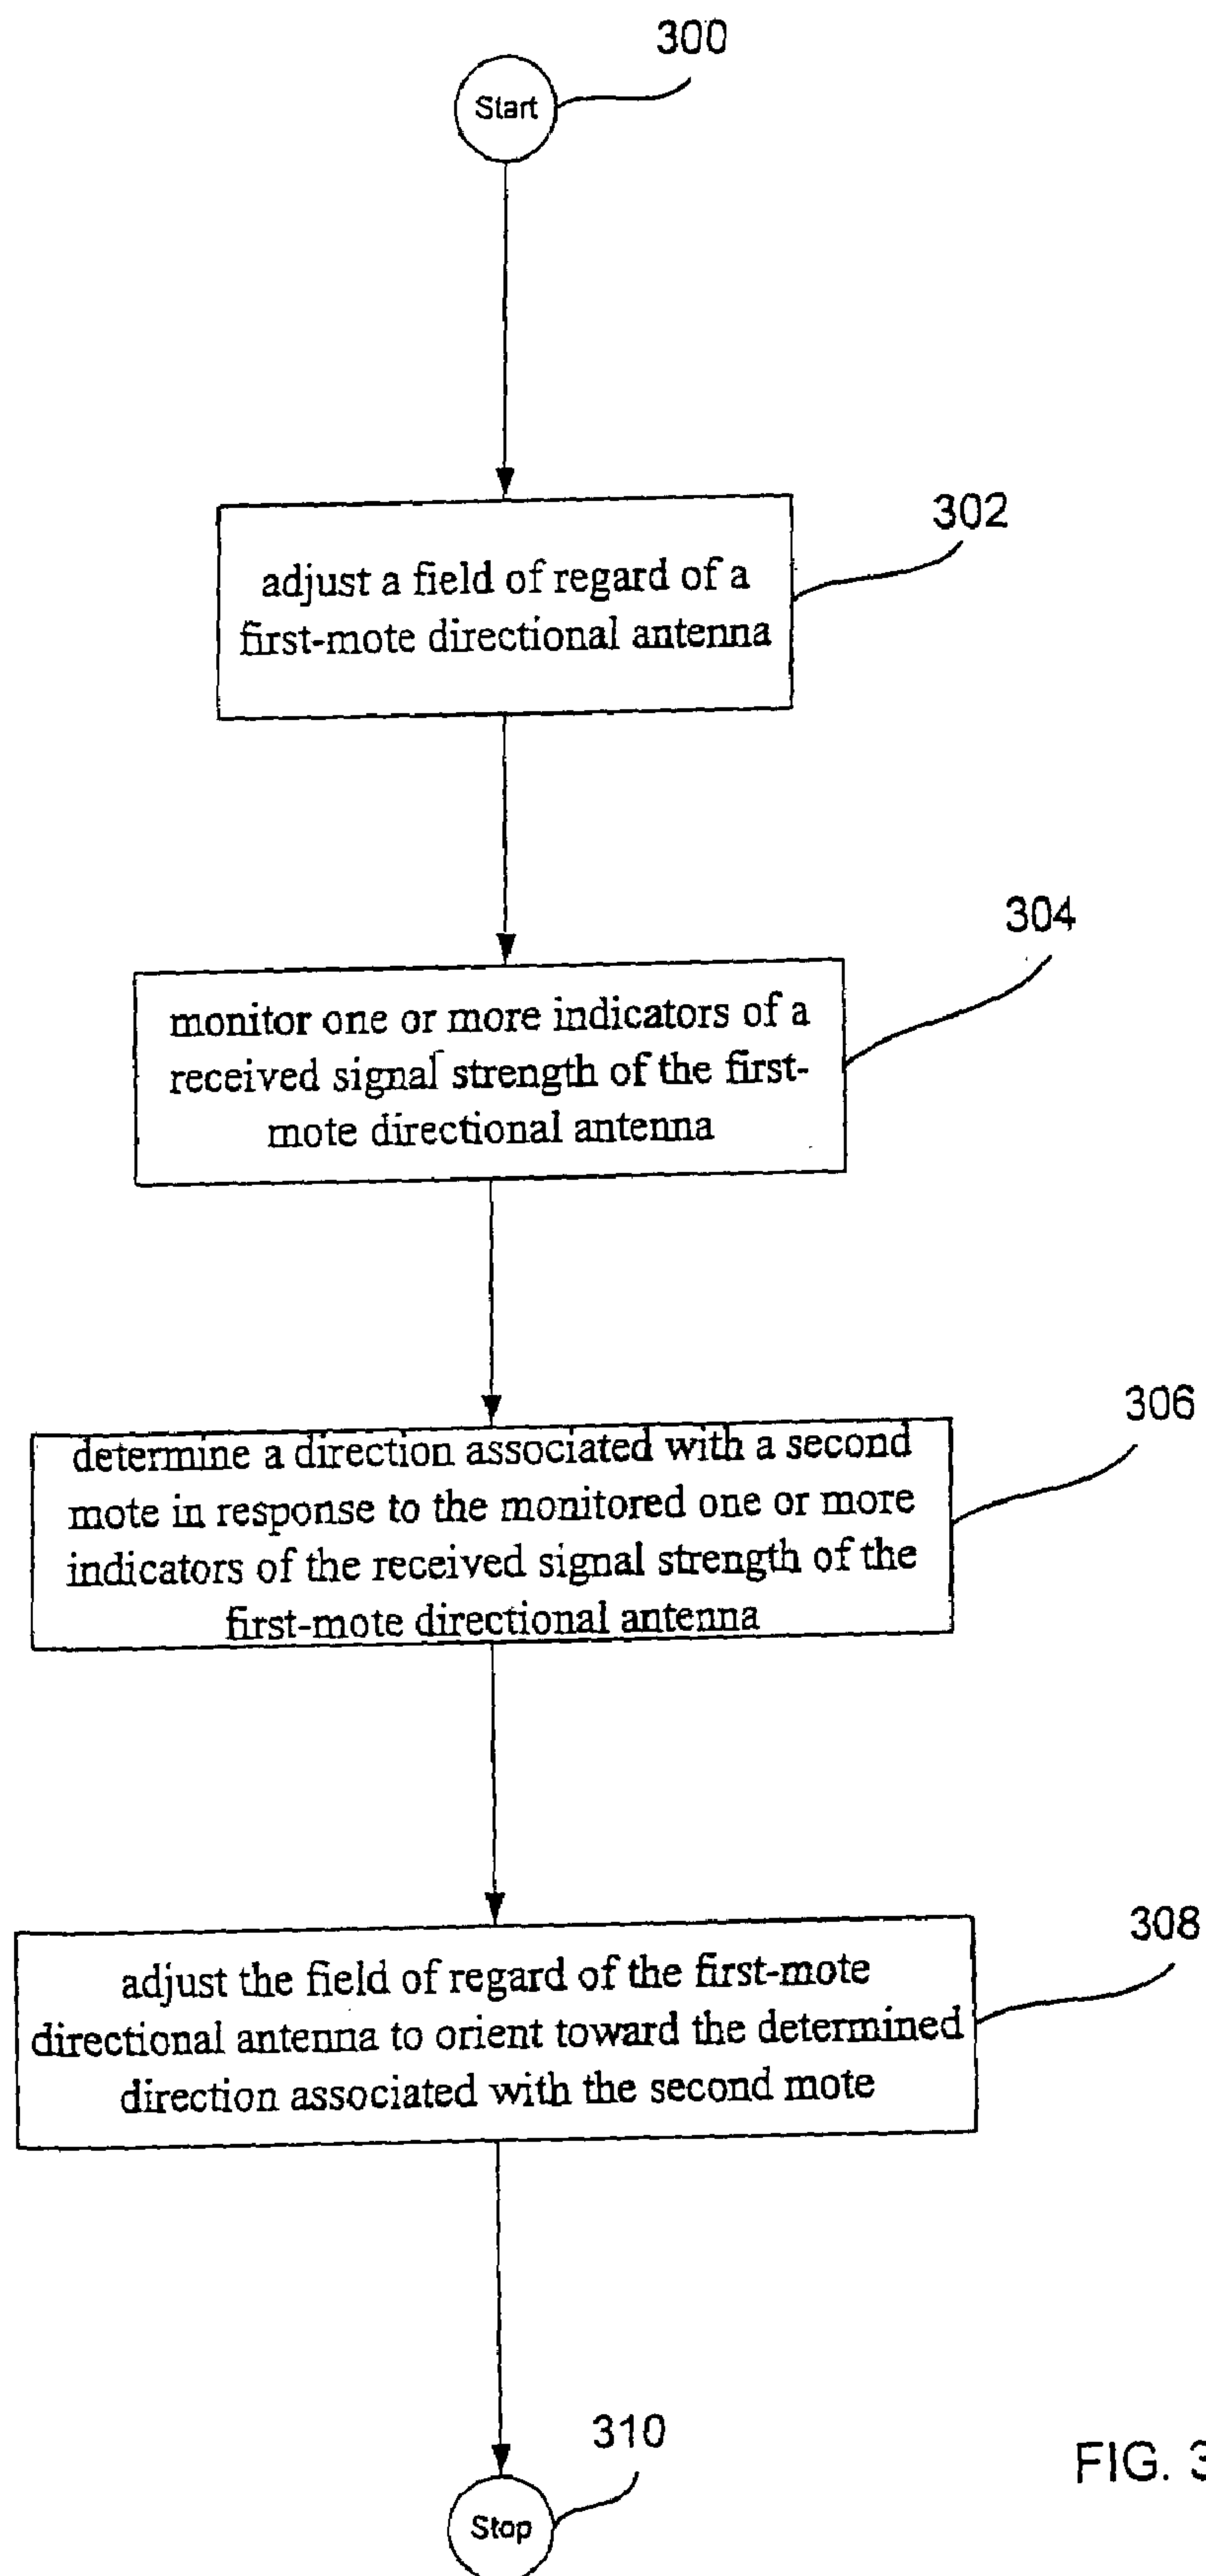 300
Start
302
adjust a field of regard of a
first-mote directional antenna
304
monitor one or more indicators of a
received signal strength of the first-
mote directional antenna
306
determine a direction associated with a second
mote in response to the monitored one or more
indicators of the received signal strength of the
first-mote directional antenna
308
adjust the field of regard of the first-mote
directional antenna to orient toward the determined
direction associated with the second mote
310
Stop
FIG. 3